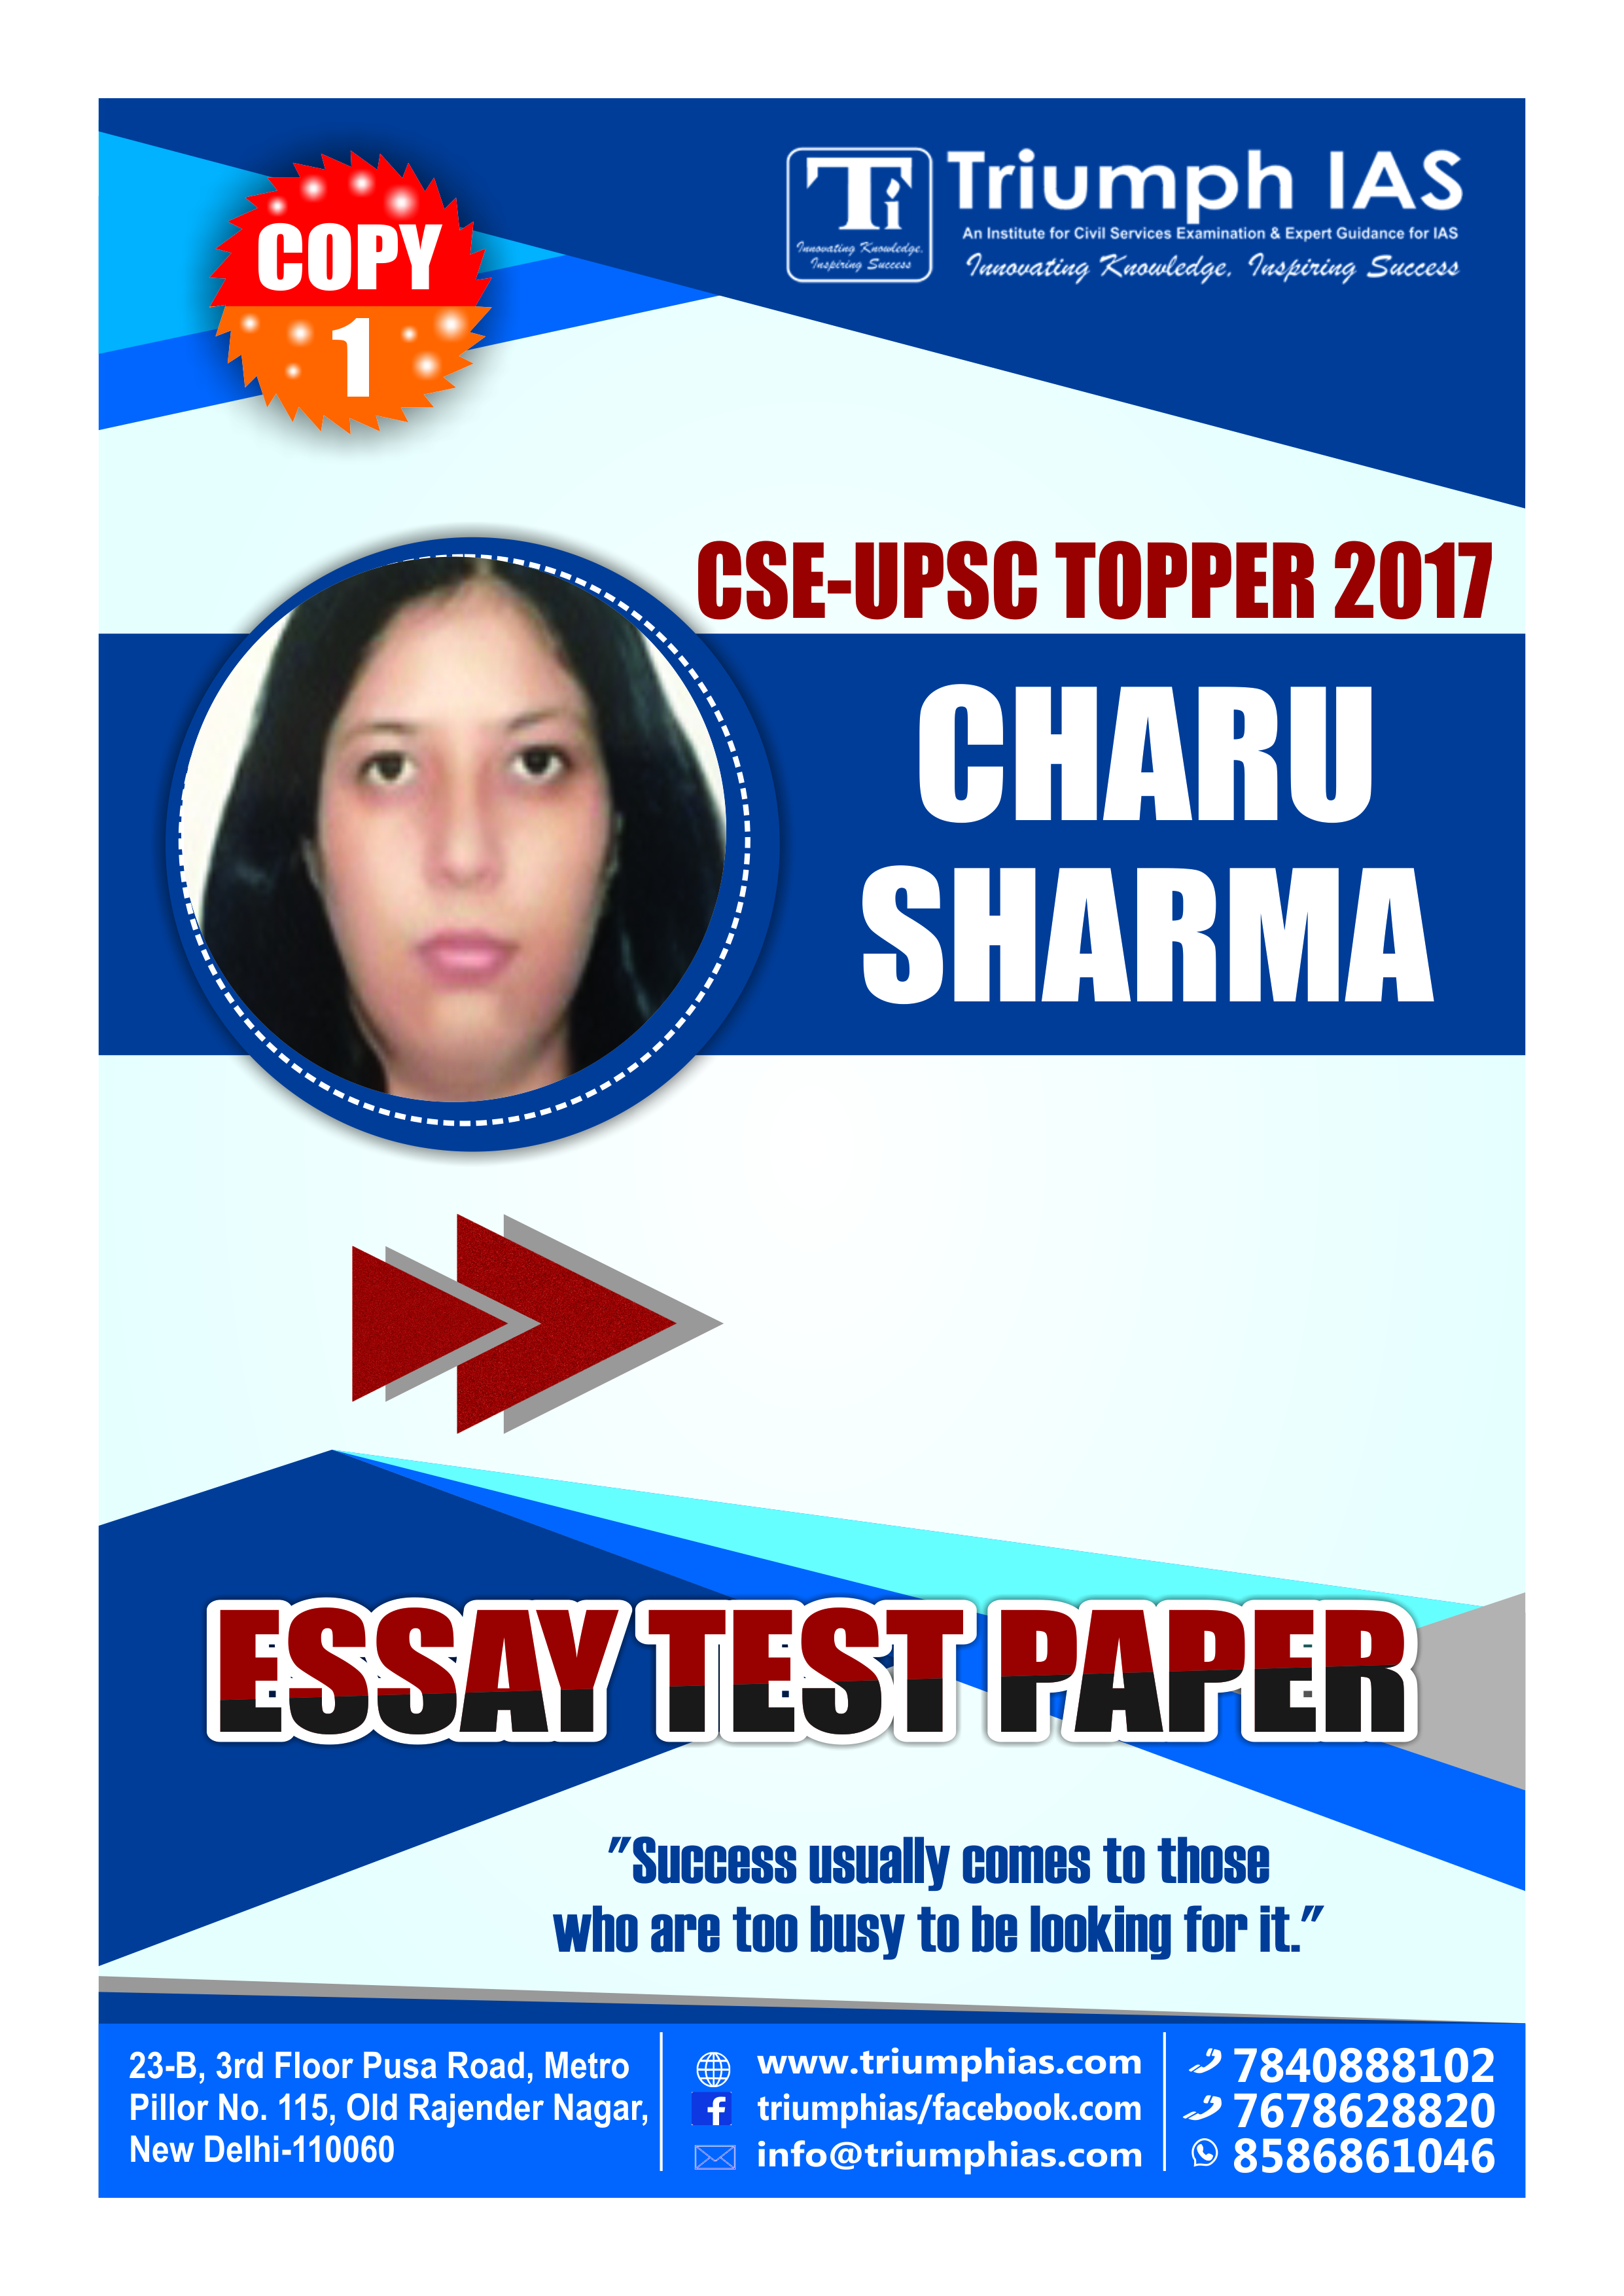 COPY
1
Ti
Innovating Knowledge,
Inspiring Success
Triumph IAS
An Institute for Civil Services Examination & Expert Guidance for IAS
Innovating Knowledge, Inspiring Success
CSE-UPSC TOPPER 2017
CHARU
SHARMA
ESSAY TEST PAPER
"Success usually comes to those
who are too busy to be looking for it."
23-B, 3rd Floor Pusa Road, Metro
Pillor No. 115, Old Rajender Nagar,
New Delhi-110060
www.triumphias.com
triumphias/facebook.com
info@triumphias.com
7840888102
7678628820
8586861046